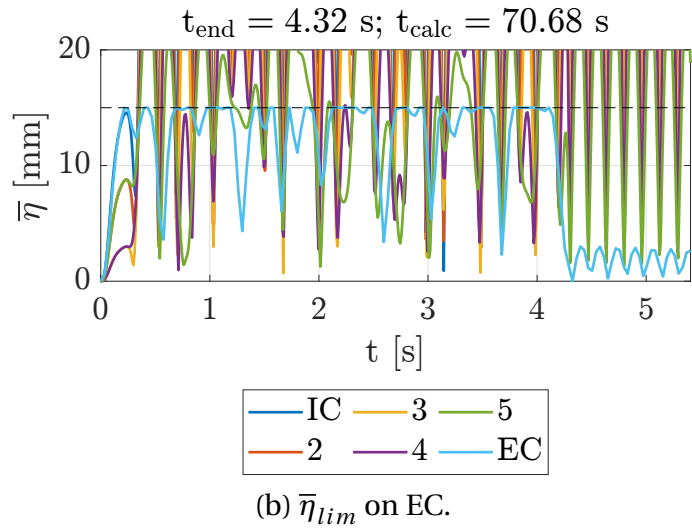 t_end = 4.32 s; t_calc = 70.68 s
20
10
0
η̅ [mm]
0 1 2 3 4 5
t [s]
IC 3 5
2 4 EC
(b) η̅_lim on EC.